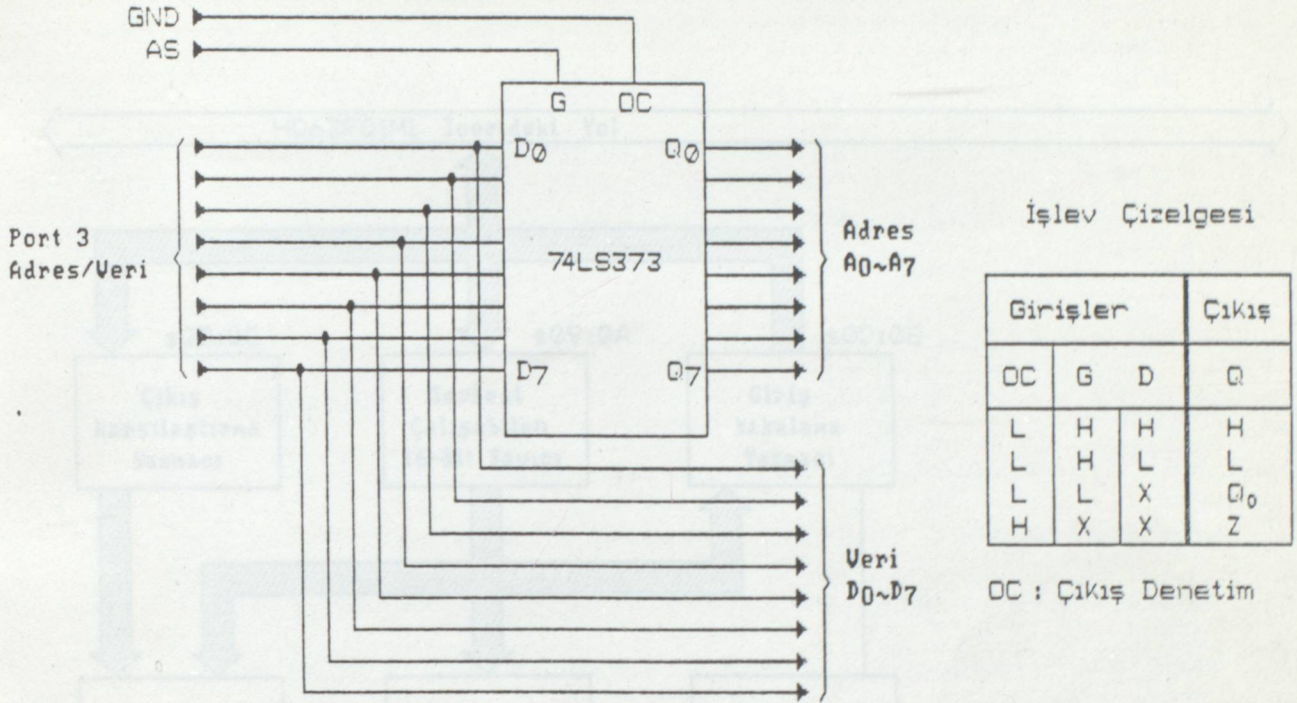 GND
AS
G OC
D0 Q0
Port 3
Adres/Veri
74LS373
Adres
A0~A7
D7 Q7
Veri
D0~D7
İşlev Çizelgesi
Girişler Çıkış
OC G D Q
L H H H
L H L L
L L X Q0
H X X Z
OC : Çıkış Denetim